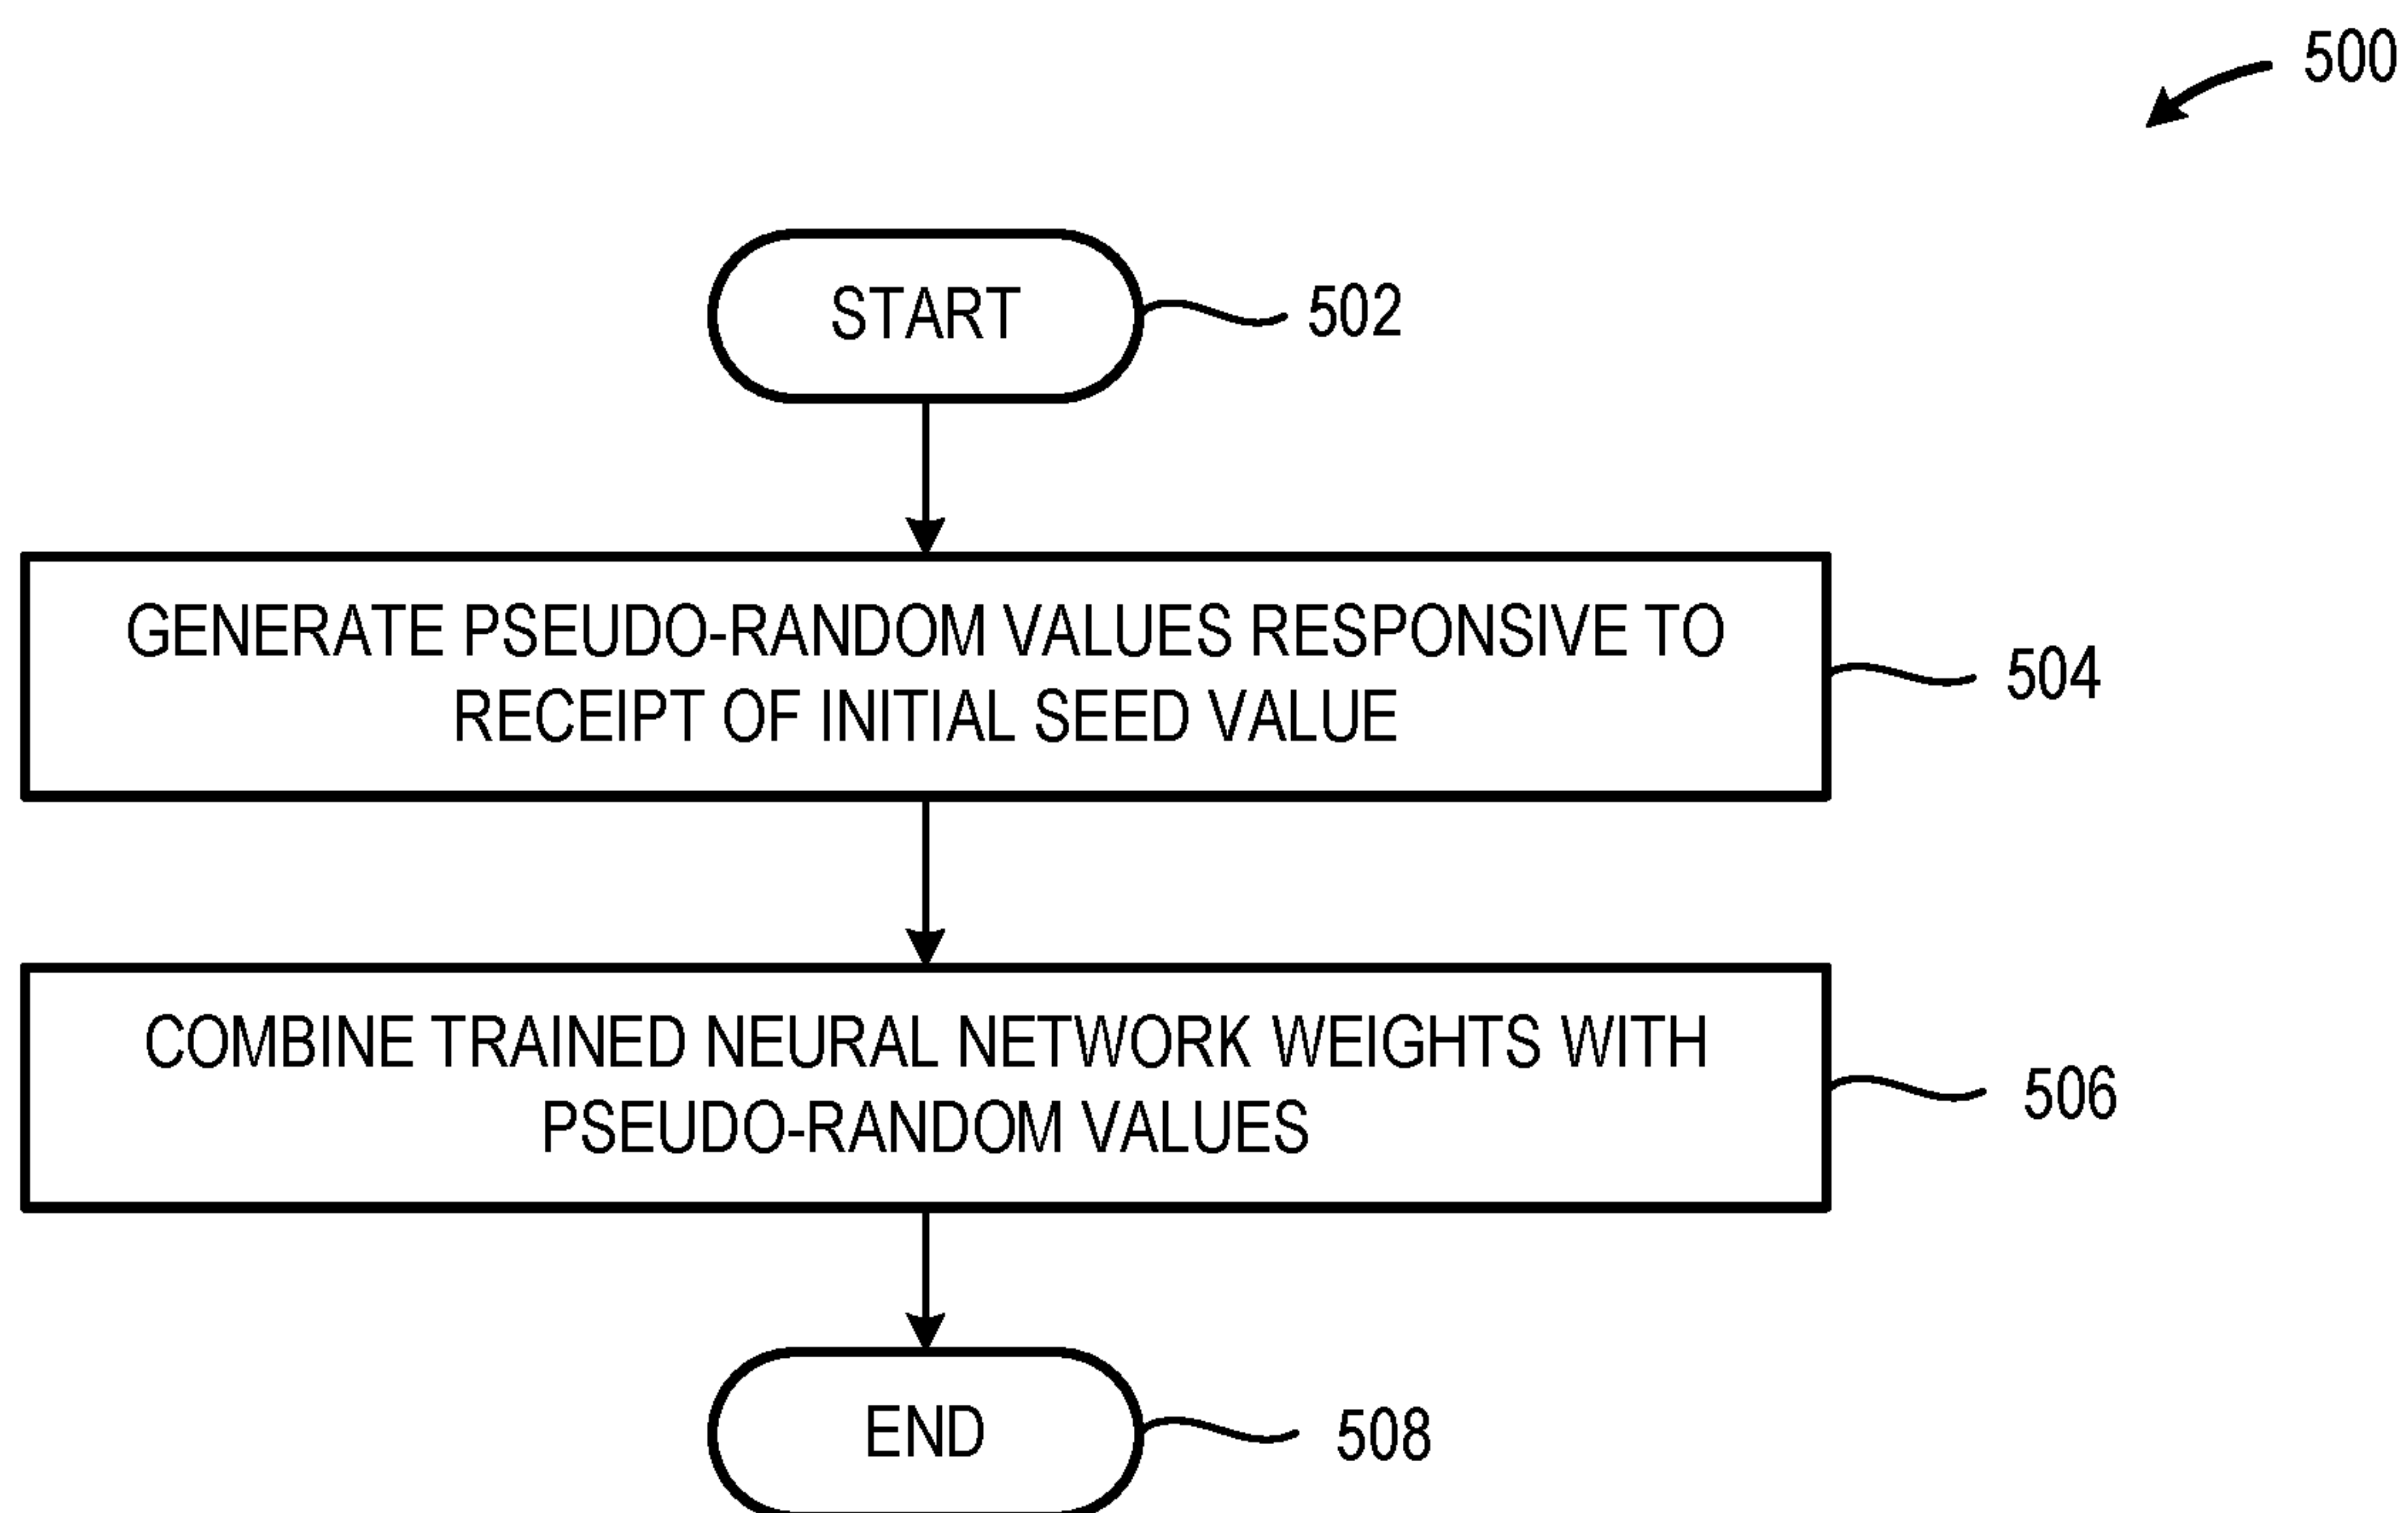 500
START
502
GENERATE PSEUDO-RANDOM VALUES RESPONSIVE TO
RECEIPT OF INITIAL SEED VALUE
504
COMBINE TRAINED NEURAL NETWORK WEIGHTS WITH
PSEUDO-RANDOM VALUES
506
END
508